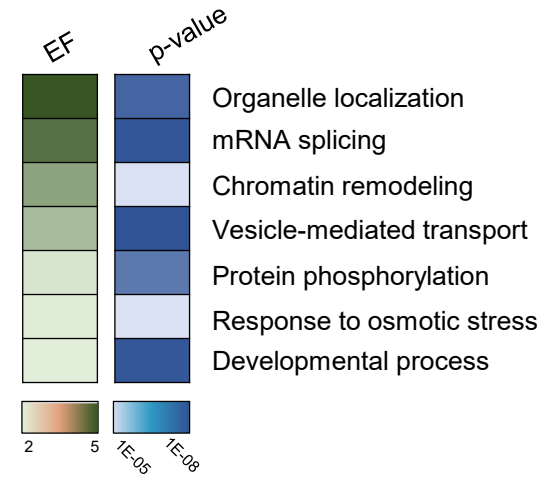 EF p-value
Organelle localization
mRNA splicing
Chromatin remodeling
Vesicle-mediated transport
Protein phosphorylation
Response to osmotic stress
Developmental process
2 5 1E-05 1E-08